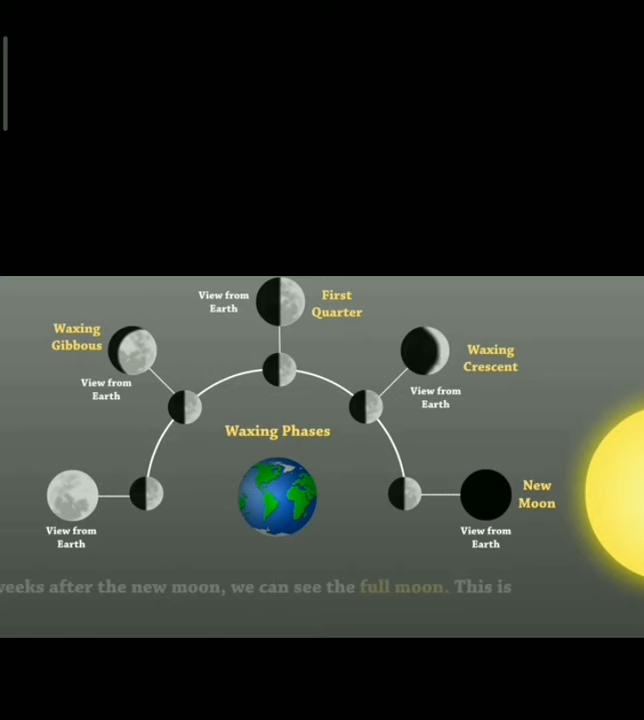 View from
Earth
First
Quarter
Waxing
Gibbous
View from
Earth
Waxing
Crescent
View from
Earth
Waxing Phases
New
Moon
View from
Earth
View from
Earth
weeks after the new moon, we can see the full moon. This is